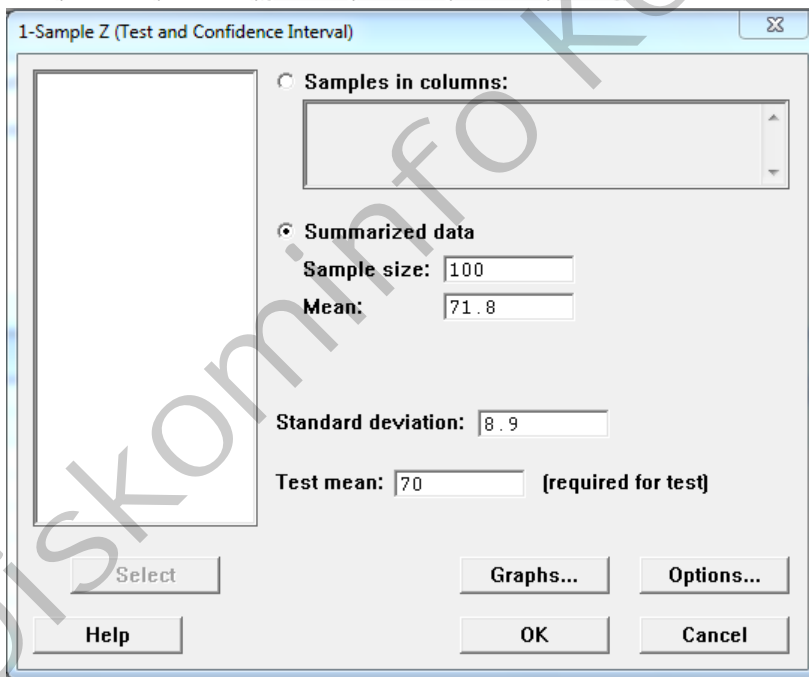 1-Sample Z (Test and Confidence Interval)
Samples in columns:
Summarized data
Sample size: 100
Mean: 71.8
Standard deviation: 8.9
Test mean: 70 (required for test)
Select
Graphs... Options...
Help OK Cancel
Diskominfo